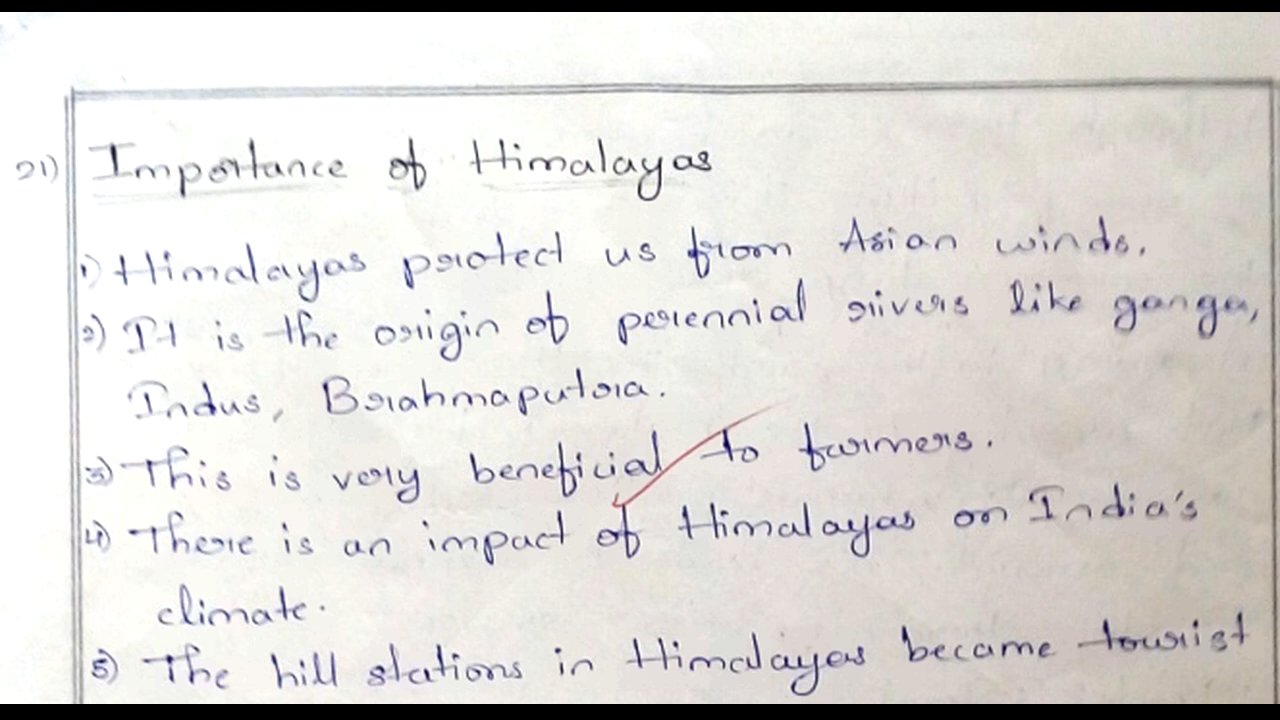 21) Importance of Himalayas
1) Himalayas protect us from Asian winds.
2) It is the origin of perennial rivers like ganga,
Indus, Brahmaputra.
3) This is very beneficial to farmers.
4) There is an impact of Himalayas on India's
climate.
5) The hill stations in Himalayas became tourist